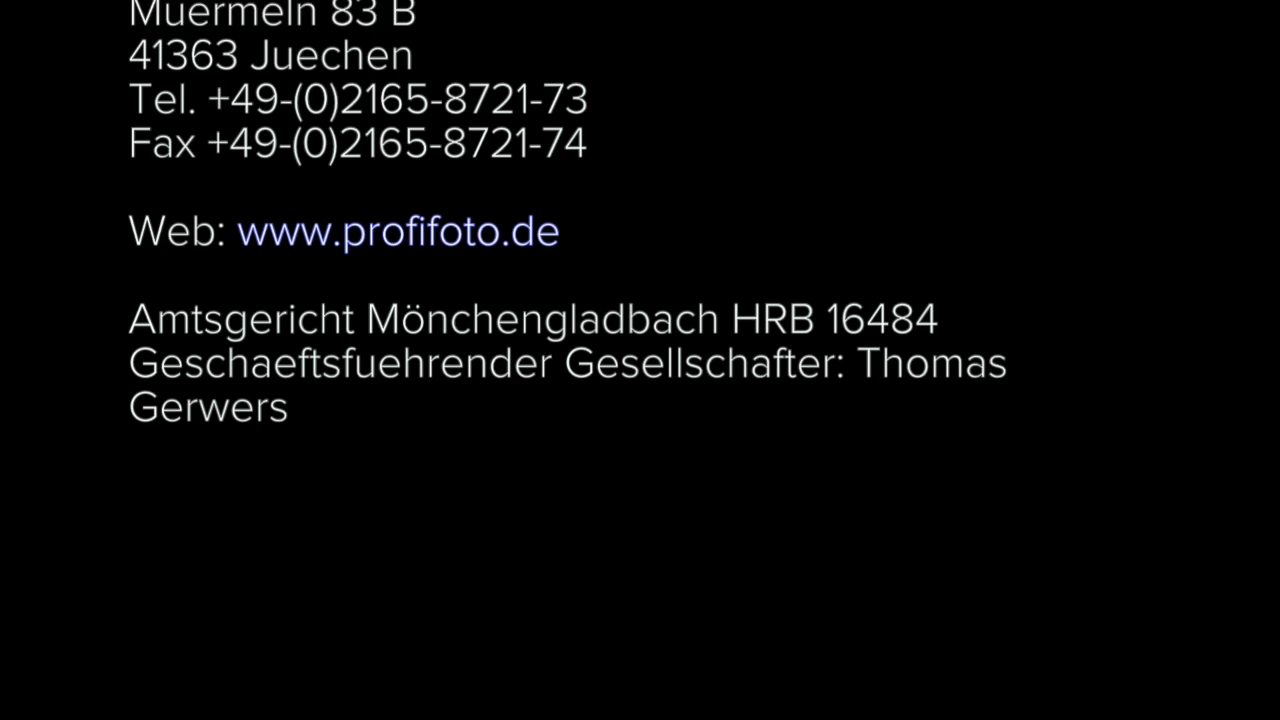 Muermeln 83 B
41363 Juechen
Tel. +49-(0)2165-8721-73
Fax +49-(0)2165-8721-74
Web: www.profifoto.de
Amtsgericht Mönchengladbach HRB 16484
Geschaeftsfuehrender Gesellschafter: Thomas
Gerwers